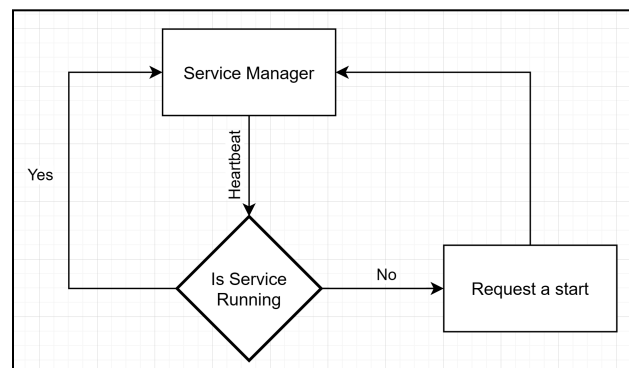 Service Manager
Heartbeat
Yes
Is Service
Running
No
Request a start